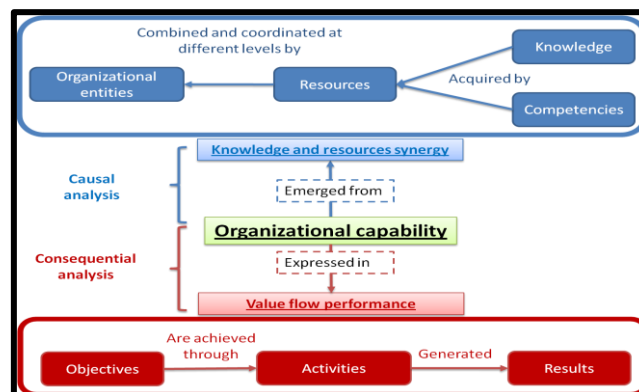 Combined and coordinated at
different levels by
Knowledge
Organizational
entities
Resources
Acquired by
Competencies
Knowledge and resources synergy
Causal
analysis
Emerged from
Organizational capability
Consequential
analysis
Expressed in
Value flow performance
Are achieved
through
Generated
Objectives
Activities
Results